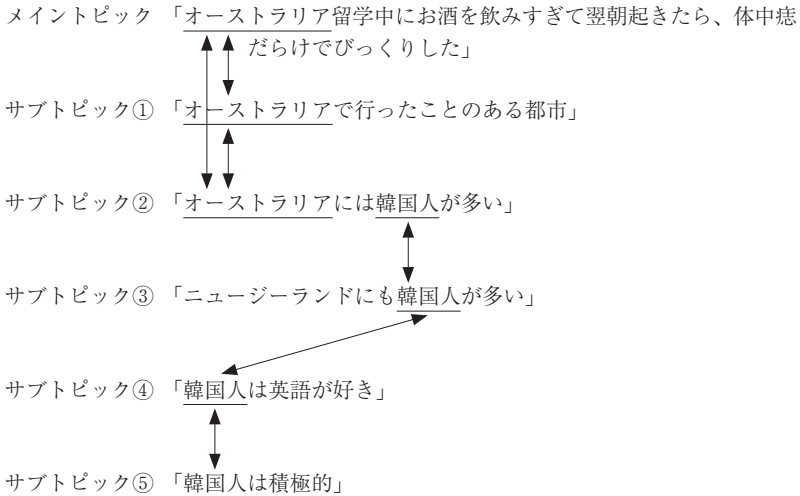 メイントピック 「オーストラリア留学中にお酒を飲みすぎて翌朝起きたら、体中痣
だらけでびっくりした」
サブトピック① 「オーストラリアで行ったことのある都市」
サブトピック② 「オーストラリアには韓国人が多い」
サブトピック③ 「ニュージーランドにも韓国人が多い」
サブトピック④ 「韓国人は英語が好き」
サブトピック⑤ 「韓国人は積極的」